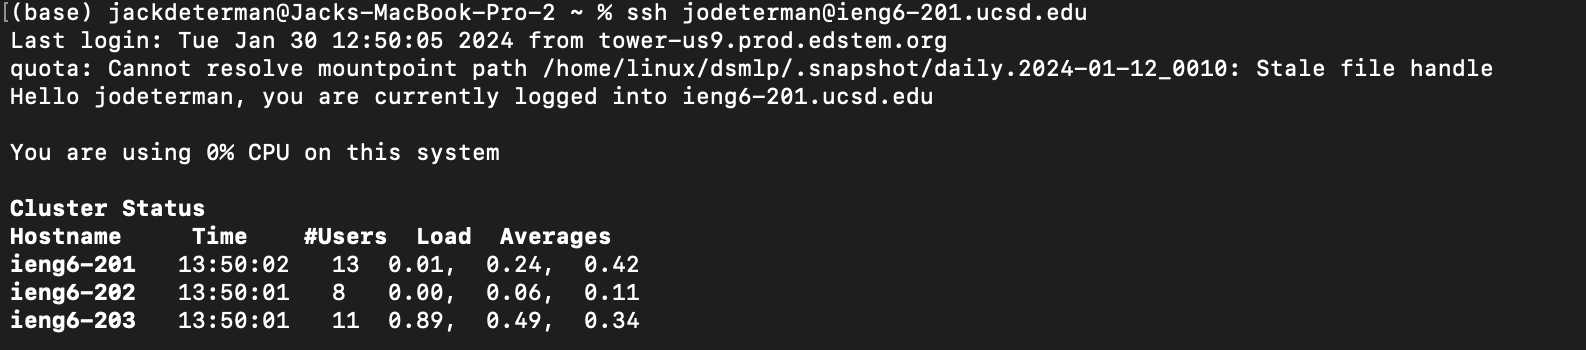 [(base) jackdeterman@Jacks-MacBook-Pro-2 ~ % ssh jodeterman@ieng6-201.ucsd.edu
Last login: Tue Jan 30 12:50:05 2024 from tower-us9.prod.edstem.org
quota: Cannot resolve mountpoint path /home/linux/dsmlp/.snapshot/daily.2024-01-12_0010: Stale file handle
Hello jodeterman, you are currently logged into ieng6-201.ucsd.edu
You are using 0% CPU on this system
Cluster Status
Hostname     Time    #Users  Load  Averages
ieng6-201   13:50:02   13  0.01,  0.24,  0.42
ieng6-202   13:50:01   8   0.00,  0.06,  0.11
ieng6-203   13:50:01   11  0.89,  0.49,  0.34